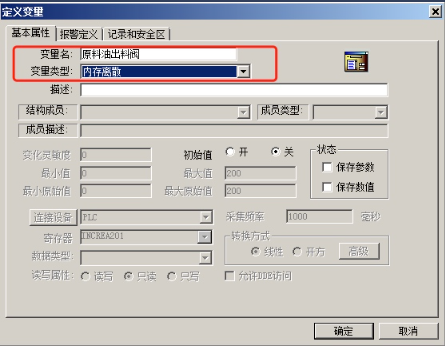 定义变量
基本属性 报警定义 记录和安全区
变量名: 原料油出料阀
变量类型: 内存离散
描述:
结构成员: 成员类型:
成员描述:
变化灵敏度 0 初始值 开 关 状态
最小值 0 最大值 200 保存参数
最小原始值 0 最大原始值 200 保存数值
连接设备 PLC 采集频率 1000 毫秒
寄存器 INCREA201 转换方式
数据类型: 线性 开方 高级
读写属性: 读写 只读 只写 允许DDE访问
确定 取消